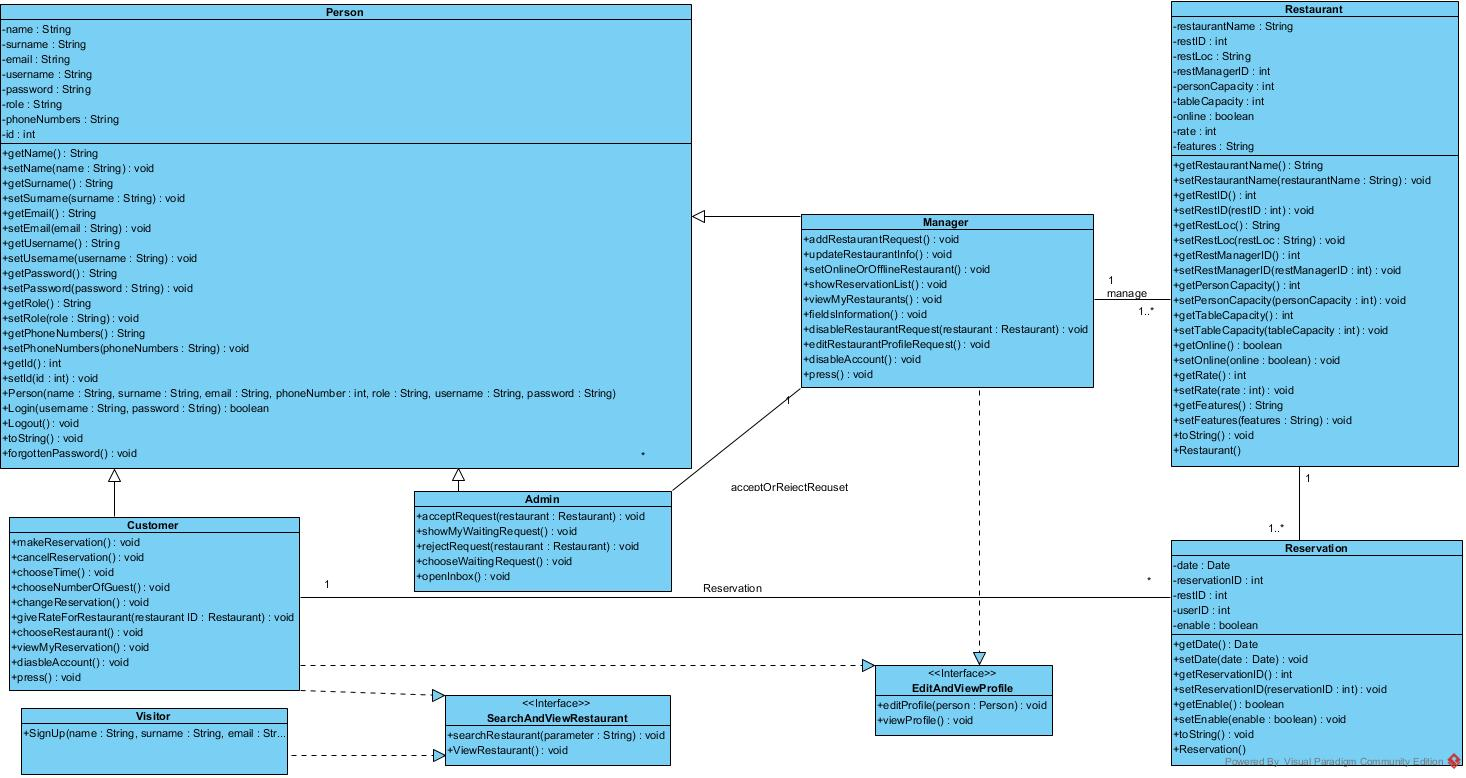 Person
-name : String
-surname : String
-email : String
-username : String
-password : String
-role : String
-phoneNumbers : String
-id : int
+getName() : String
+setName(name : String) : void
+getSurname() : String
+setSurname(surname : String) : void
+getEmail() : String
+setEmail(email : String) : void
+getUsername() : String
+setUsername(username : String) : void
+getPassword() : String
+setPassword(password : String) : void
+getRole() : String
+setRole(role : String) : void
+getPhoneNumbers() : String
+setPhoneNumbers(phoneNumbers : String) : void
+getId() : int
+setId(id : int) : void
+Person(name : String, surname : String, email : String, phoneNumber : int, role : String, username : String, password : String)
+Login(username : String, password : String) : boolean
+Logout() : void
+toString() : void
+forgottenPassword() : void
*
Manager
+addRestaurantRequest() : void
+updateRestaurantInfo() : void
+setOnlineOrOfflineRestaurant() : void
+showReservationList() : void
+viewMyRestaurants() : void
+fieldsInformation() : void
+disableRestaurantRequest(restaurant : Restaurant) : void
+editRestaurantProfileRequest() : void
+disableAccount() : void
+press() : void
1
manage
1..*
1
acceptOrRejectRequset
Restaurant
-restaurantName : String
-restID : int
-restLoc : String
-restManagerID : int
-personCapacity : int
-tableCapacity : int
-online : boolean
-rate : int
-features : String
+getRestaurantName() : String
+setRestaurantName(restaurantName : String) : void
+getRestID() : int
+setRestID(restID : int) : void
+getRestLoc() : String
+setRestLoc(restLoc : String) : void
+getRestManagerID() : int
+setRestManagerID(restManagerID : int) : void
+getPersonCapacity() : int
+setPersonCapacity(personCapacity : int) : void
+getTableCapacity() : int
+setTableCapacity(tableCapacity : int) : void
+getOnline() : boolean
+setOnline(online : boolean) : void
+getRate() : int
+setRate(rate : int) : void
+getFeatures() : String
+setFeatures(features : String) : void
+toString() : void
+Restaurant()
1
1..*
Admin
+acceptRequest(restaurant : Restaurant) : void
+showMyWaitingRequest() : void
+rejectRequest(restaurant : Restaurant) : void
+chooseWaitingRequest() : void
+openInbox() : void
Customer
+makeReservation() : void
+cancelReservation() : void
+chooseTime() : void
+chooseNumberOfGuest() : void
+changeReservation() : void
+giveRateForRestaurant(restaurant ID : Restaurant) : void
+chooseRestaurant() : void
+viewMyReservation() : void
+diasbleAccount() : void
+press() : void
1
Reservation
*
Reservation
-date : Date
-reservationID : int
-restID : int
-userID : int
-enable : boolean
+getDate() : Date
+setDate(date : Date) : void
+getReservationID() : int
+setReservationID(reservationID : int) : void
+getEnable() : boolean
+setEnable(enable : boolean) : void
+toString() : void
+Reservation()
<<Interface>>
EditAndViewProfile
+editProfile(person : Person) : void
+viewProfile() : void
<<Interface>>
SearchAndViewRestaurant
+searchRestaurant(parameter : String) : void
+ViewRestaurant() : void
Visitor
+SignUp(name : String, surname : String, email : Str...
Powered By Visual Paradigm Community Edition